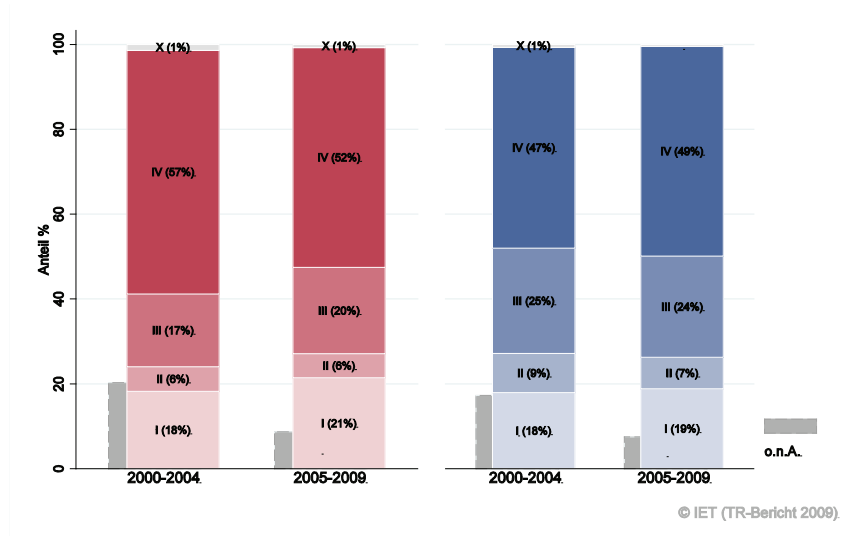 100
80
60
40
20
0
Anteil %
X (1%).
IV (57%).
III (17%).
II (6%).
I (18%).
X (1%).
IV (52%).
III (20%).
II (6%).
I (21%).
X (1%).
IV (47%).
III (25%).
II (9%).
I (18%).
IV (49%).
III (24%).
II (7%).
I (19%).
2000-2004.
2005-2009.
2000-2004.
2005-2009.
o.n.A..
© IET (TR-Bericht 2009).